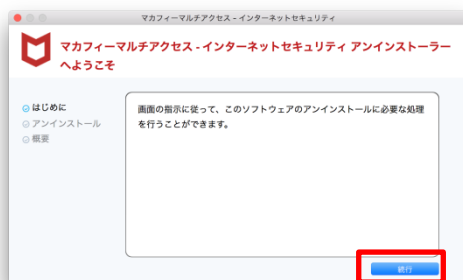 マカフィーマルチアクセス - インターネットセキュリティ
マカフィーマルチアクセス - インターネットセキュリティ アンインストーラー
へようこそ
はじめに
アンインストール
概要
画面の指示に従って、このソフトウェアのアンインストールに必要な処理
を行うことができます。
続行